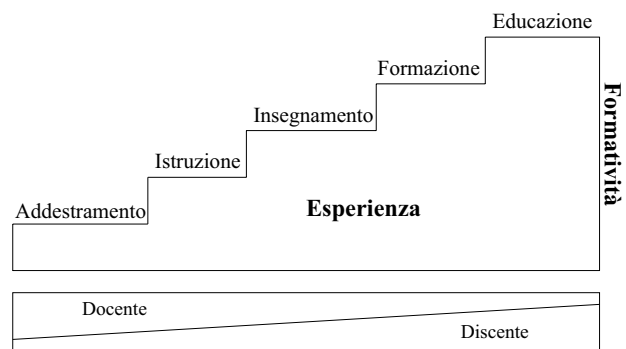 Educazione
Formazione
Insegnamento
Istruzione
Addestramento
Esperienza
Formatività
Docente
Discente